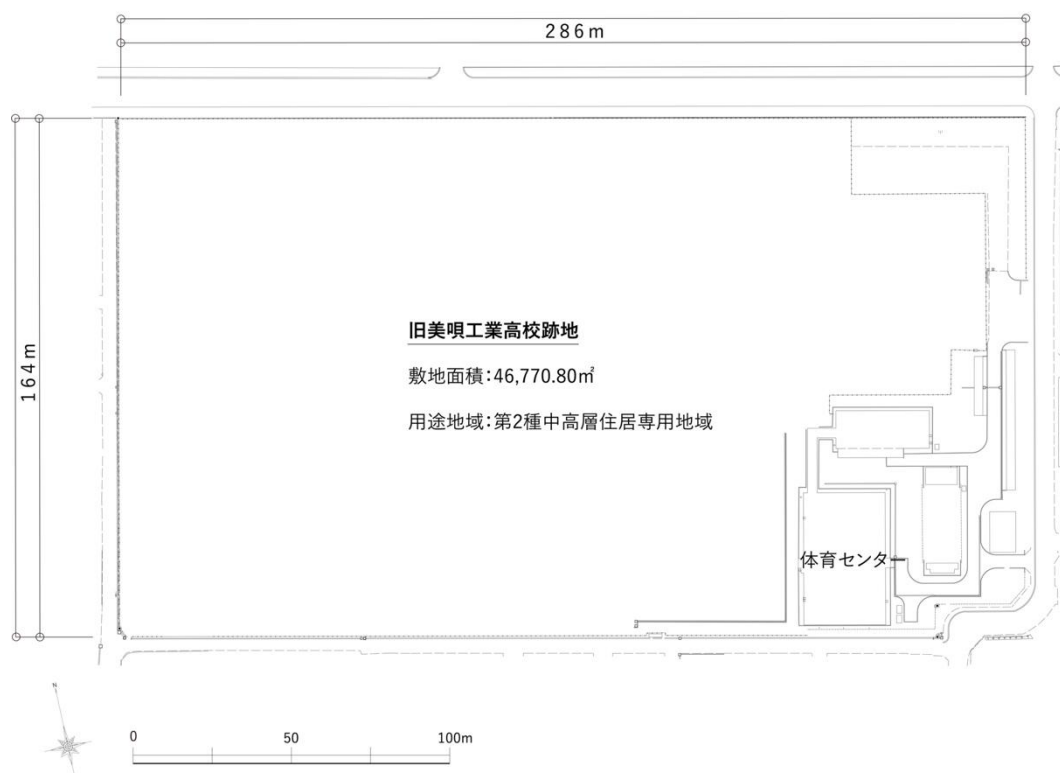 286m
164m
旧美唄工業高校跡地
敷地面積：46,770.80㎡
用途地域：第2種中高層住居専用地域
体育センタ
N
0 50 100m